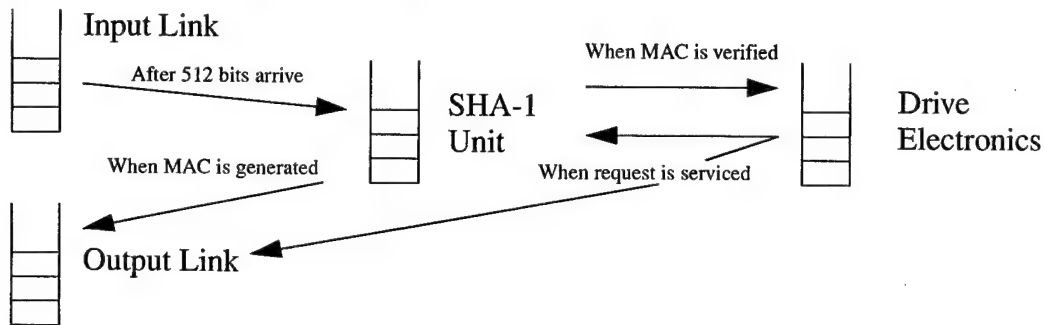 Input Link
After 512 bits arrive
When MAC is verified
SHA-1
Unit
Drive
Electronics
When MAC is generated
When request is serviced
Output Link